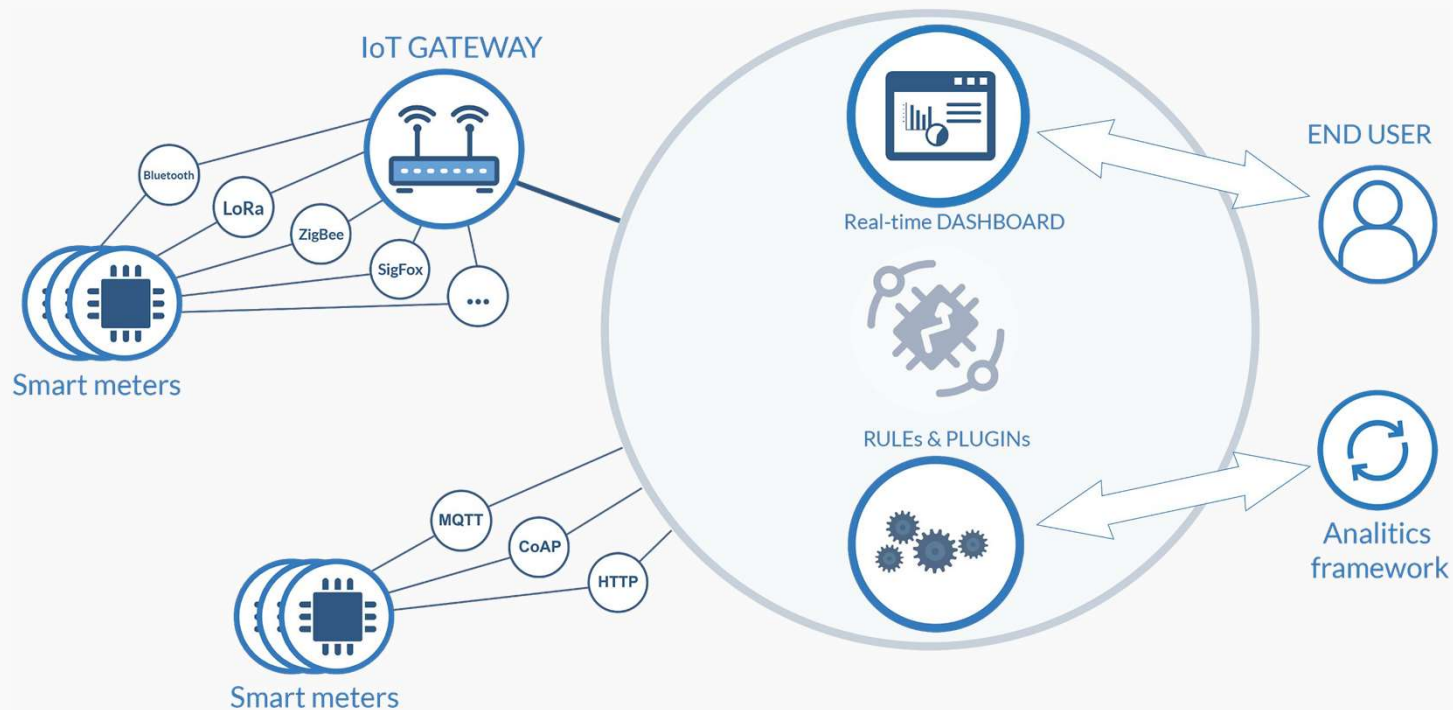 IoT GATEWAY
Bluetooth
LoRa
ZigBee
SigFox
...
Smart meters
Real-time DASHBOARD
END USER
RULEs & PLUGINs
MQTT
CoAP
HTTP
Smart meters
Analitics
framework